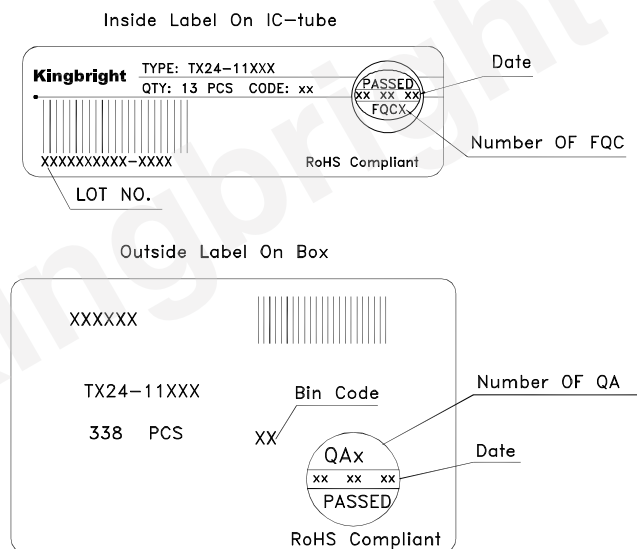 Inside Label On IC-tube
Kingbright
TYPE: TX24-11XXX
QTY: 13 PCS CODE: xx
PASSED
xx xx xx
FQCX
Date
Number OF FQC
XXXXXXXXXX-XXXX
RoHS Compliant
LOT NO.
Outside Label On Box
XXXXXX
TX24-11XXX
Bin Code
Number OF QA
338 PCS
XX
QAx
Date
xx xx xx
PASSED
RoHS Compliant
Kingbright